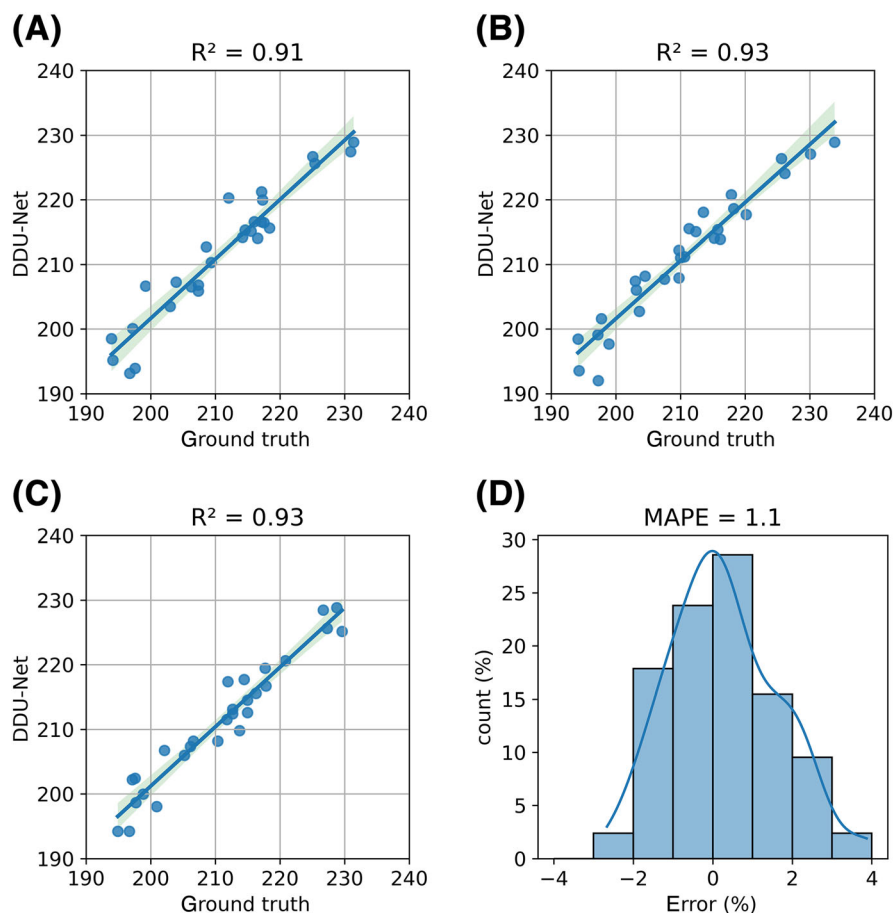 (A)
R² = 0.91
240
230
220
210
200
190
DDU-Net
190 200 210 220 230 240
Ground truth
(B)
R² = 0.93
240
230
220
210
200
190
DDU-Net
190 200 210 220 230 240
Ground truth
(C)
R² = 0.93
240
230
220
210
200
190
DDU-Net
190 200 210 220 230 240
Ground truth
(D)
MAPE = 1.1
30
25
20
15
10
5
0
count (%)
−4 −2 0 2 4
Error (%)